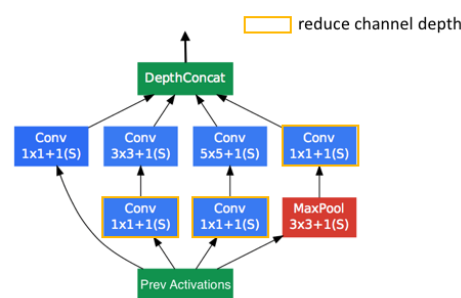 reduce channel depth
DepthConcat
Conv
1x1+1(S)
Conv
3x3+1(S)
Conv
5x5+1(S)
Conv
1x1+1(S)
Conv
1x1+1(S)
Conv
1x1+1(S)
MaxPool
3x3+1(S)
Prev Activations